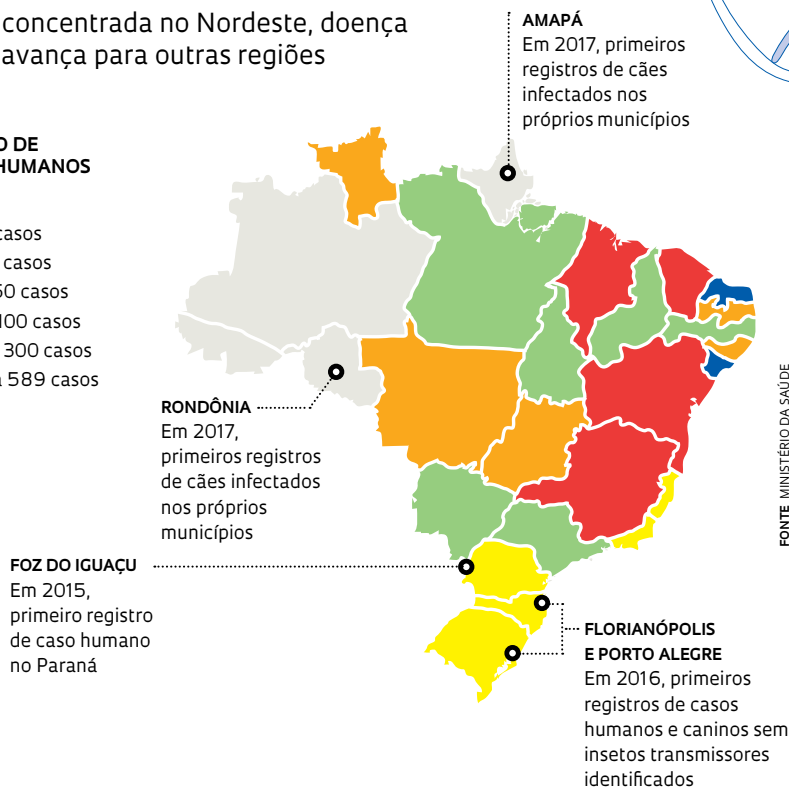 concentrada no Nordeste, doença
avança para outras regiões
AMAPÁ
Em 2017, primeiros
registros de cães
infectados nos
próprios municípios
O DE
HUMANOS
casos
casos
50 casos
100 casos
300 casos
a 589 casos
RONDÔNIA
Em 2017,
primeiros registros
de cães infectados
nos próprios
municípios
FONTE MINISTÉRIO DA SAÚDE
FOZ DO IGUAÇU
Em 2015,
primeiro registro
de caso humano
no Paraná
FLORIANÓPOLIS
E PORTO ALEGRE
Em 2016, primeiros
registros de casos
humanos e caninos sem
insetos transmissores
identificados